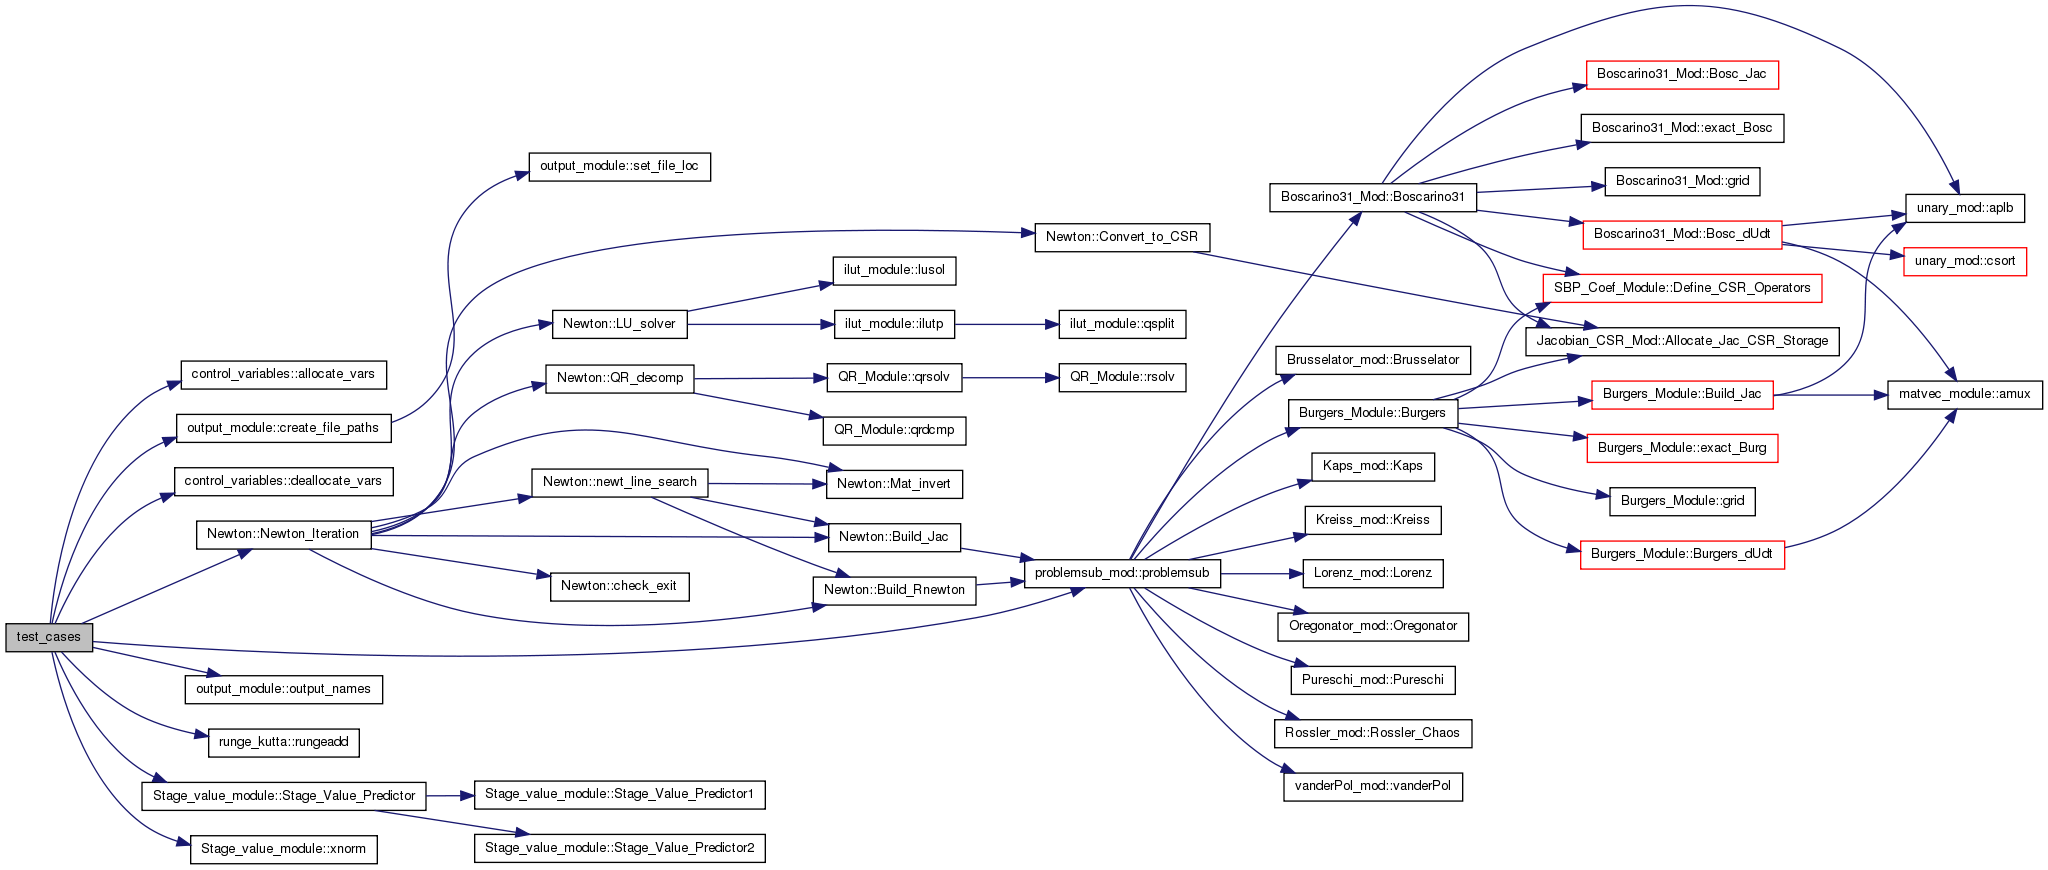 test_cases
control_variables::allocate_vars
output_module::create_file_paths
control_variables::deallocate_vars
Newton::Newton_Iteration
output_module::output_names
runge_kutta::rungeadd
Stage_value_module::Stage_Value_Predictor
Stage_value_module::xnorm
output_module::set_file_loc
Newton::LU_solver
Newton::QR_decomp
Newton::newt_line_search
Newton::check_exit
Stage_value_module::Stage_Value_Predictor1
Stage_value_module::Stage_Value_Predictor2
ilut_module::lusol
ilut_module::ilutp
QR_Module::qrsolv
QR_Module::qrdcmp
Newton::Mat_invert
Newton::Build_Jac
Newton::Build_Rnewton
Newton::Convert_to_CSR
ilut_module::qsplit
QR_Module::rsolv
problemsub_mod::problemsub
Boscarino31_Mod::Boscarino31
Brusselator_mod::Brusselator
Burgers_Module::Burgers
Kaps_mod::Kaps
Kreiss_mod::Kreiss
Lorenz_mod::Lorenz
Oregonator_mod::Oregonator
Pureschi_mod::Pureschi
Rossler_mod::Rossler_Chaos
vanderPol_mod::vanderPol
Boscarino31_Mod::Bosc_Jac
Boscarino31_Mod::exact_Bosc
Boscarino31_Mod::grid
Boscarino31_Mod::Bosc_dUdt
SBP_Coef_Module::Define_CSR_Operators
Jacobian_CSR_Mod::Allocate_Jac_CSR_Storage
Burgers_Module::Build_Jac
Burgers_Module::exact_Burg
Burgers_Module::grid
Burgers_Module::Burgers_dUdt
unary_mod::aplb
unary_mod::csort
matvec_module::amux